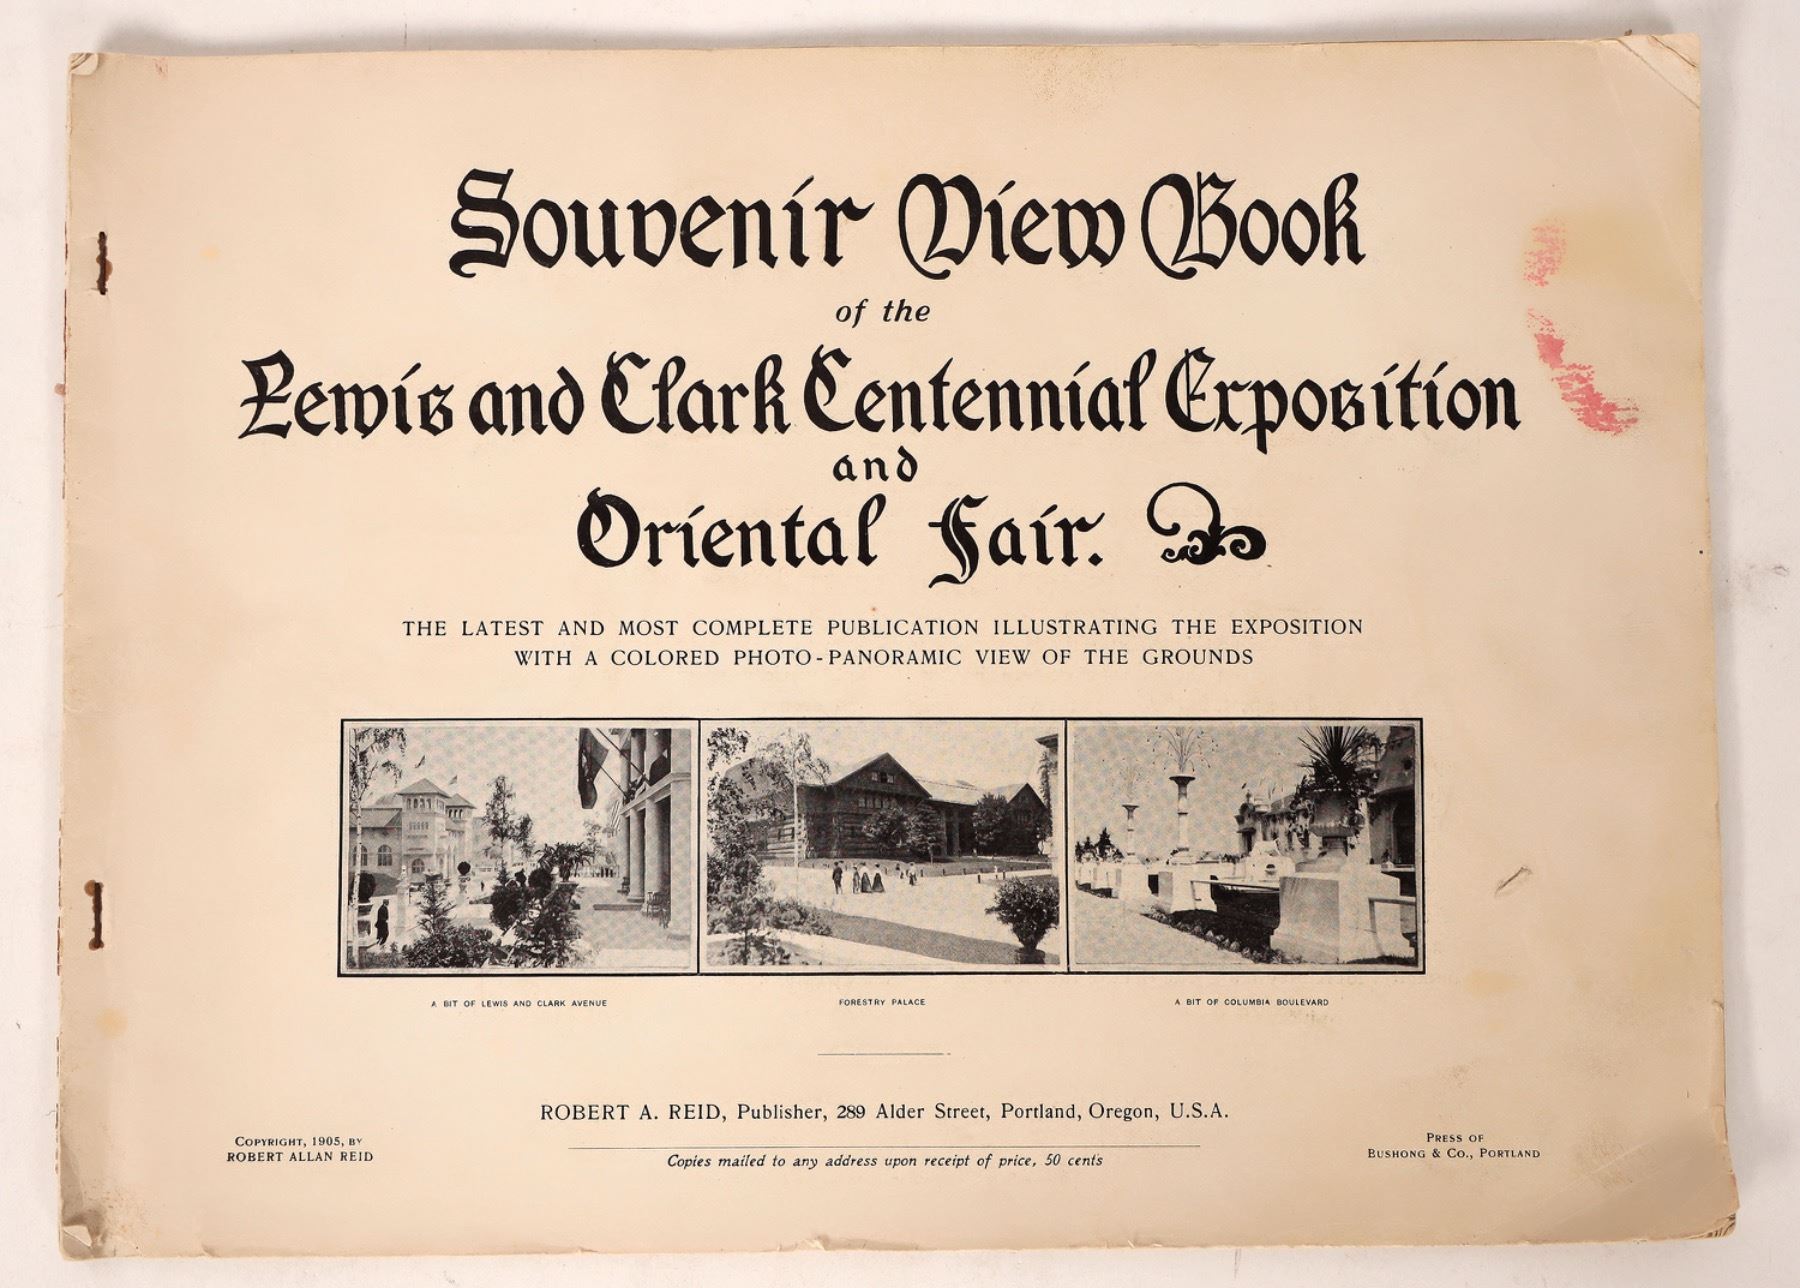 Souvenir View Book
of the
Lewis and Clark Centennial Exposition
and
Oriental Fair.
THE LATEST AND MOST COMPLETE PUBLICATION ILLUSTRATING THE EXPOSITION
WITH A COLORED PHOTO-PANORAMIC VIEW OF THE GROUNDS
A BIT OF LEWIS AND CLARK AVENUE
FORESTRY PALACE
A BIT OF COLUMBIA BOULEVARD
ROBERT A. REID, Publisher, 289 Alder Street, Portland, Oregon, U.S.A.
Copies mailed to any address upon receipt of price, 50 cents
COPYRIGHT, 1905, BY
ROBERT ALLAN REID
PRESS OF
BUSHONG & CO., PORTLAND